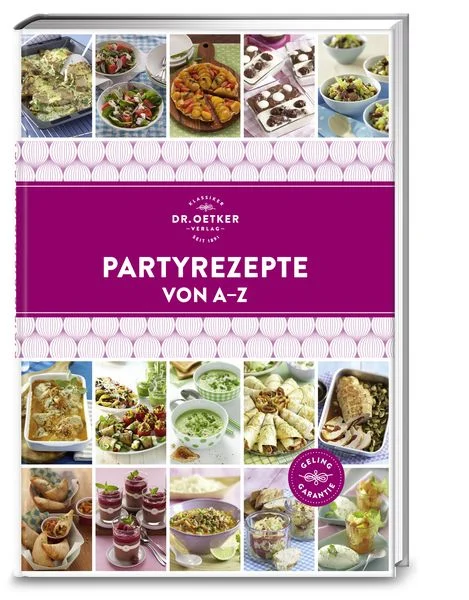 KLASSIKER
DR. OETKER
VERLAG
SEIT 1891
PARTYREZEPTE
VON A–Z
GELING
GARANTIE